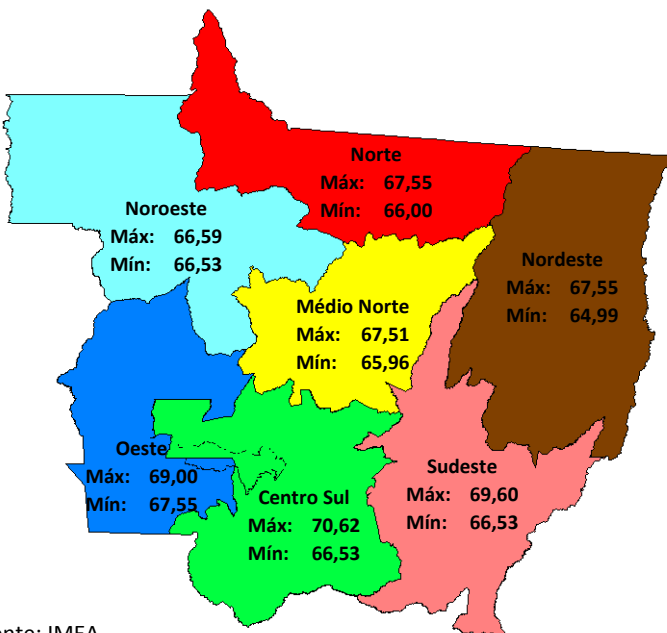 Norte
Máx: 67,55
Mín: 66,00
Noroeste
Máx: 66,59
Mín: 66,53
Nordeste
Máx: 67,55
Mín: 64,99
Médio Norte
Máx: 67,51
Mín: 65,96
Oeste
Máx: 69,00
Mín: 67,55
Sudeste
Máx: 69,60
Mín: 66,53
Centro Sul
Máx: 70,62
Mín: 66,53